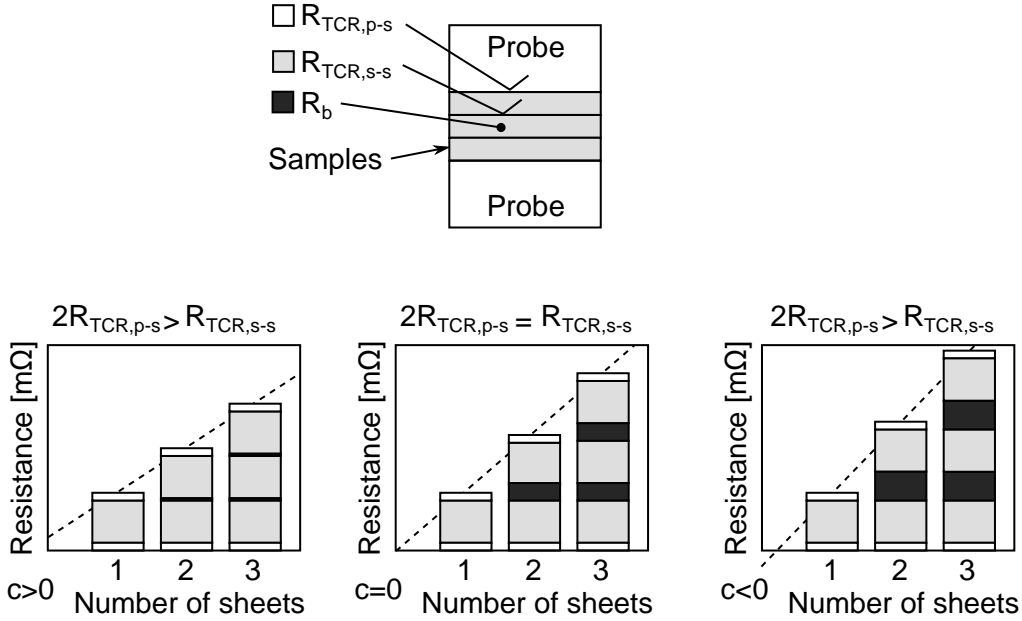 R_TCR,p-s
R_TCR,s-s
R_b
Samples
Probe
Probe
2R_TCR,p-s > R_TCR,s-s
Resistance [mΩ]
1 2 3
c>0
Number of sheets
2R_TCR,p-s = R_TCR,s-s
Resistance [mΩ]
1 2 3
c=0
Number of sheets
2R_TCR,p-s > R_TCR,s-s
Resistance [mΩ]
1 2 3
c<0
Number of sheets